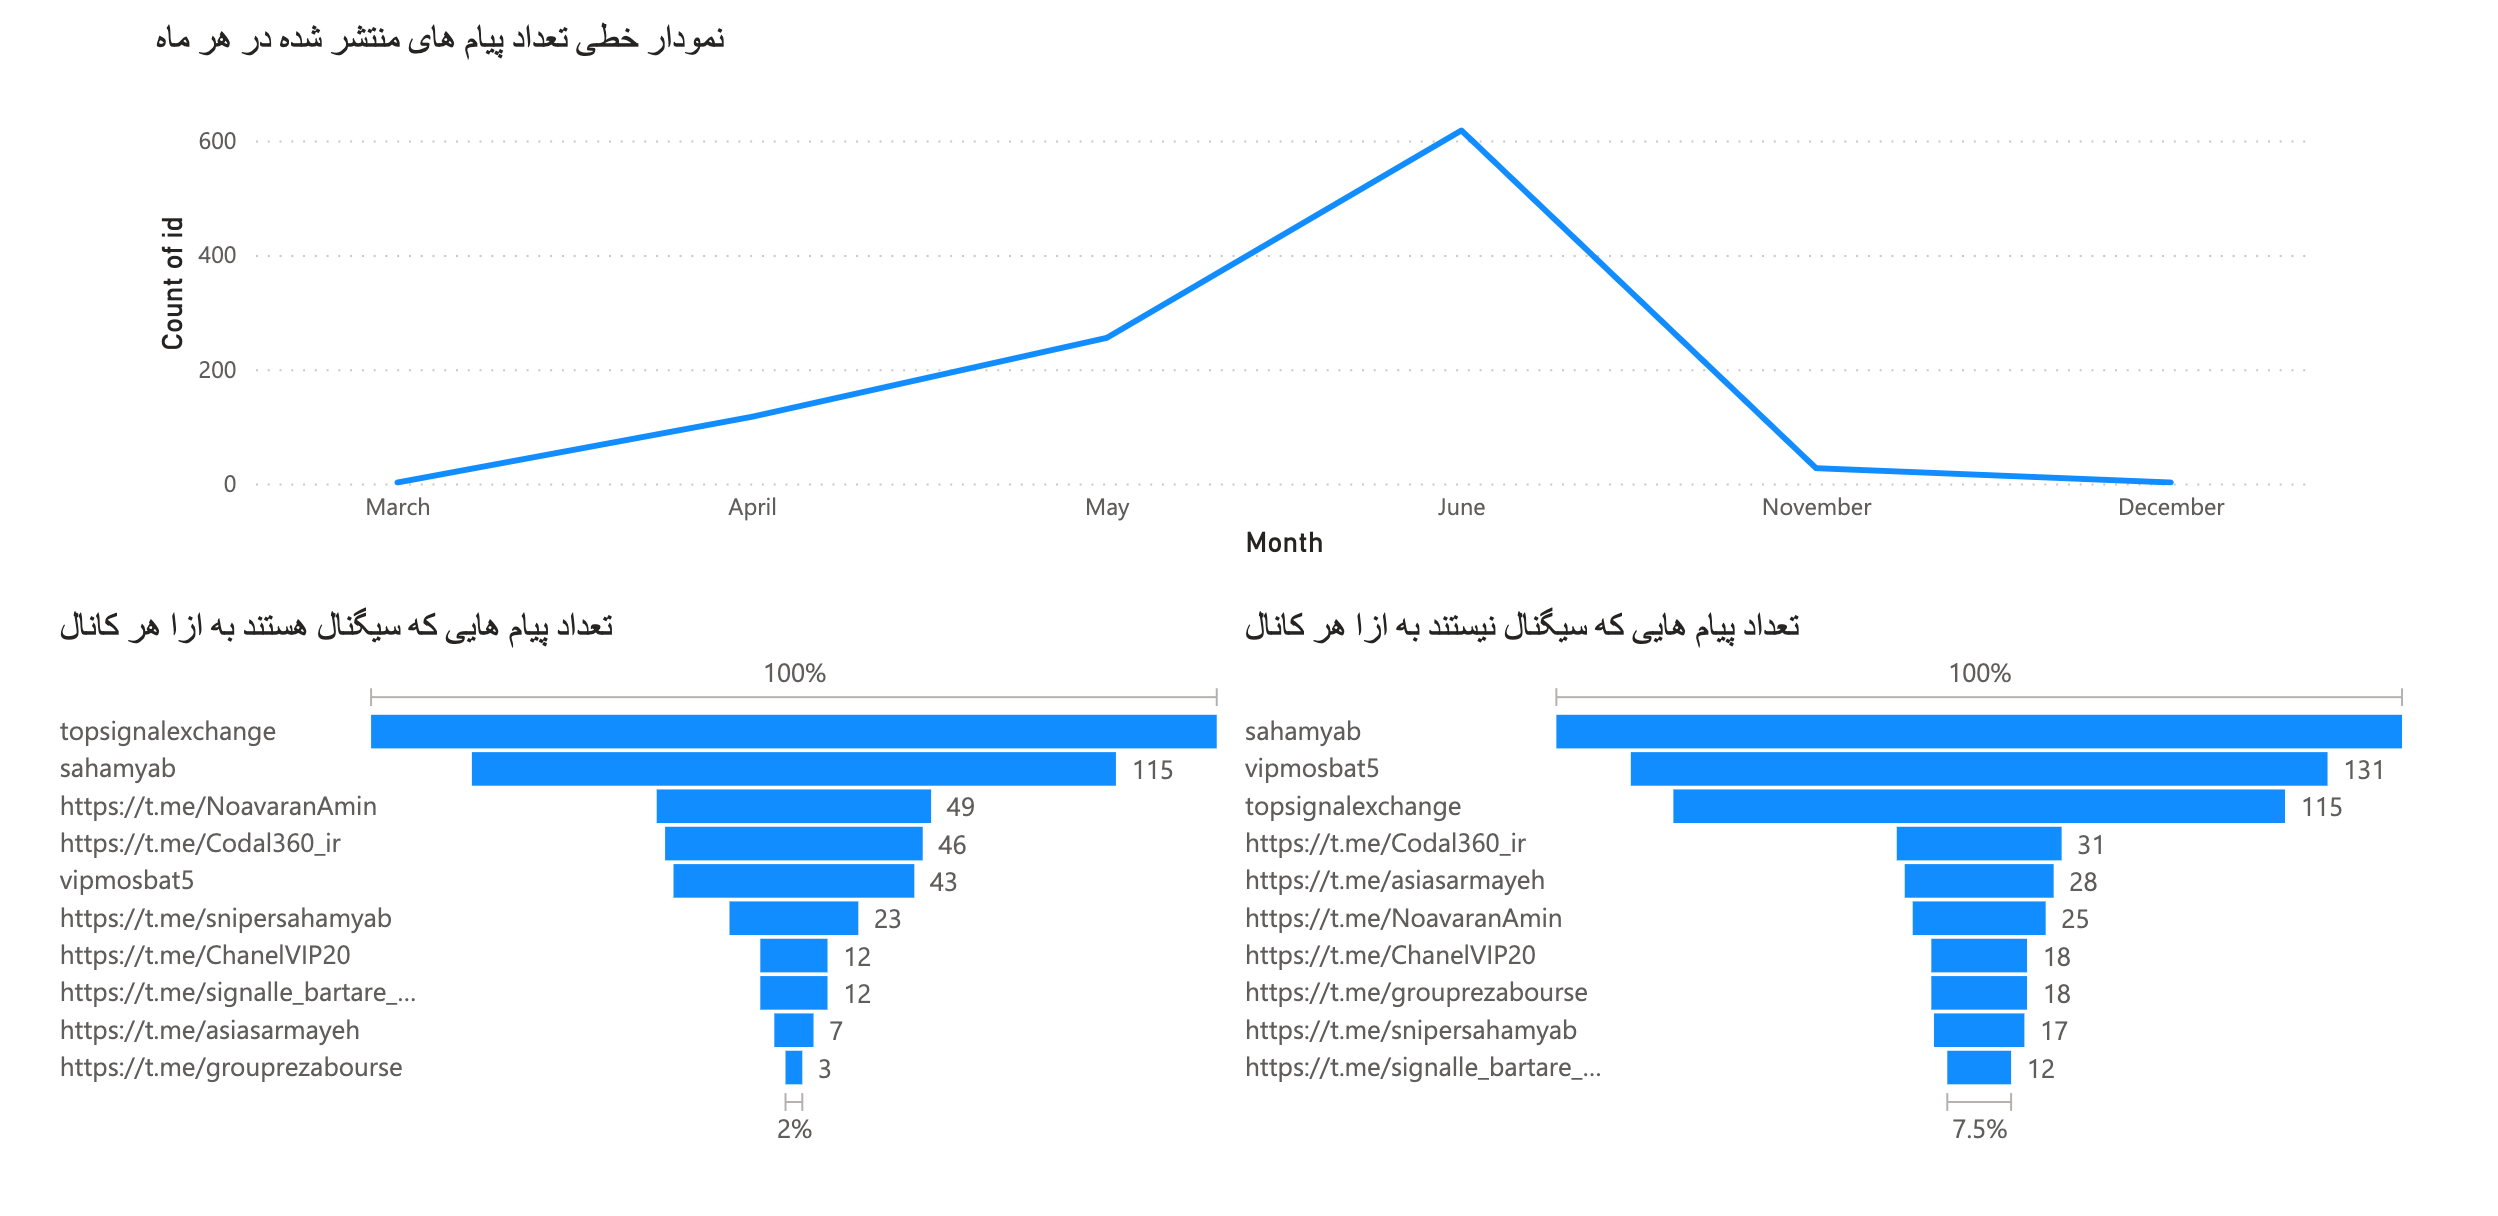 نمودار خطی تعداد پیام های منتشر شده در هر ماه
600
400
200
0
Count of id
March April May June November December
Month
تعداد پیام هایی که سیگنال هستند به ازا هر کانال
100%
topsignalexchange
sahamyab 115
https://t.me/NoavaranAmin 49
https://t.me/Codal360_ir 46
vipmosbat5 43
https://t.me/snipersahamyab 23
https://t.me/ChanelVIP20 12
https://t.me/signalle_bartare_... 12
https://t.me/asiasarmayeh 7
https://t.me/grouprezabourse 3
2%
تعداد پیام هایی که سیگنال نیستند به ازا هر کانال
100%
sahamyab
vipmosbat5 131
topsignalexchange 115
https://t.me/Codal360_ir 31
https://t.me/asiasarmayeh 28
https://t.me/NoavaranAmin 25
https://t.me/ChanelVIP20 18
https://t.me/grouprezabourse 18
https://t.me/snipersahamyab 17
https://t.me/signalle_bartare_... 12
7.5%